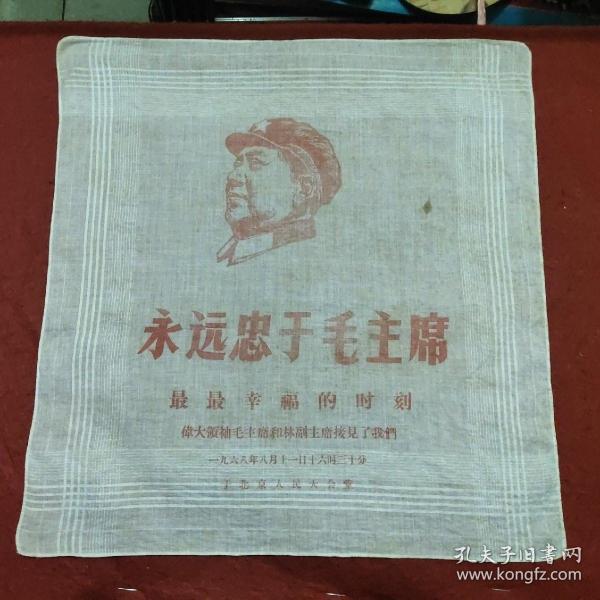 永远忠于毛主席
最最幸福的时刻
偉大領袖毛主席和林副主席接見了我們
一九六八年八月十一日十六时三十分
于北京人民大会堂
孔夫子旧书网
www.kongfz.com